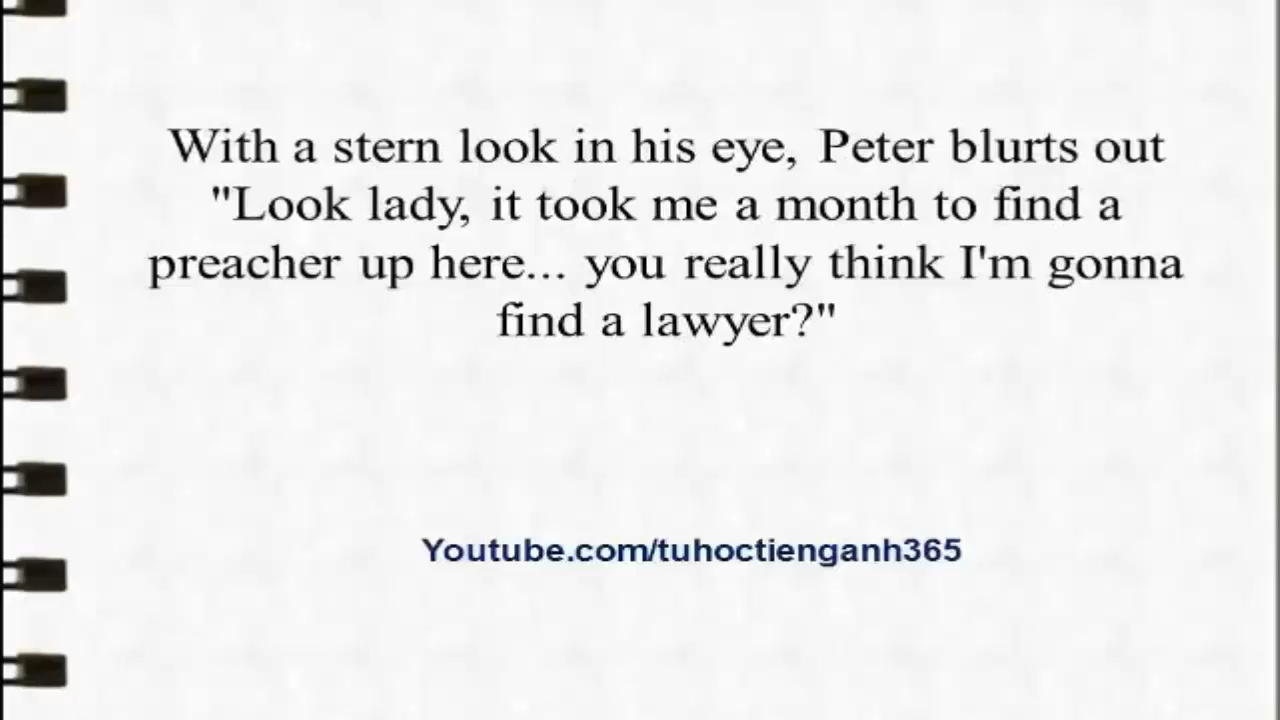 With a stern look in his eye, Peter blurts out
"Look lady, it took me a month to find a
preacher up here... you really think I'm gonna
find a lawyer?"
Youtube.com/tuhoctienganh365